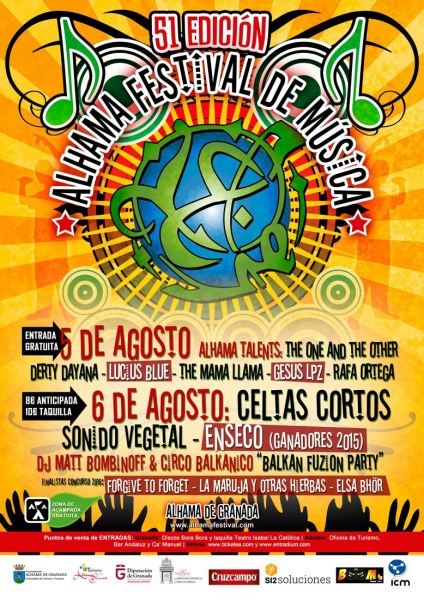 51 EDICIÓN
ALHAMA FESTIVAL DE MÚSICA
ENTRADA
GRATUITA
5 DE AGOSTO ALHAMA TALENTS: THE ONE AND THE OTHER
DERTY DAYANA - LUCIUS BLUE - THE MAMA LLAMA - GESUS LPZ - RAFA ORTEGA
8€ ANTICIPADA
10€ TAQUILLA
6 DE AGOSTO: CELTAS CORTOS
SONIDO VEGETAL - ENSECO (GANADORES 2015)
DJ MATT BOMBINOFF & CIRCO BALKANICO "BALKAN FUZION PARTY"
FINALISTAS CONCURSO 2016: FORGIVE TO FORGET - LA MARUJA Y OTRAS HIERBAS - ELSA BHÖR
ZONA DE
ACAMPADA
GRATUITA
ALHAMA DE GRANADA
www.alhamafestival.com
Puntos de venta de ENTRADAS: Granada: Discos Bora Bora y taquilla Teatro Isabel La Católica | Alhama: Oficina de Turismo,
Bar Andaluz y Ca' Manuel | Online: www.ticketea.com y www.entradium.com
ALHAMA DE GRANADA
Diputación
de Granada
Cruzcampo
SI2 soluciones
icm